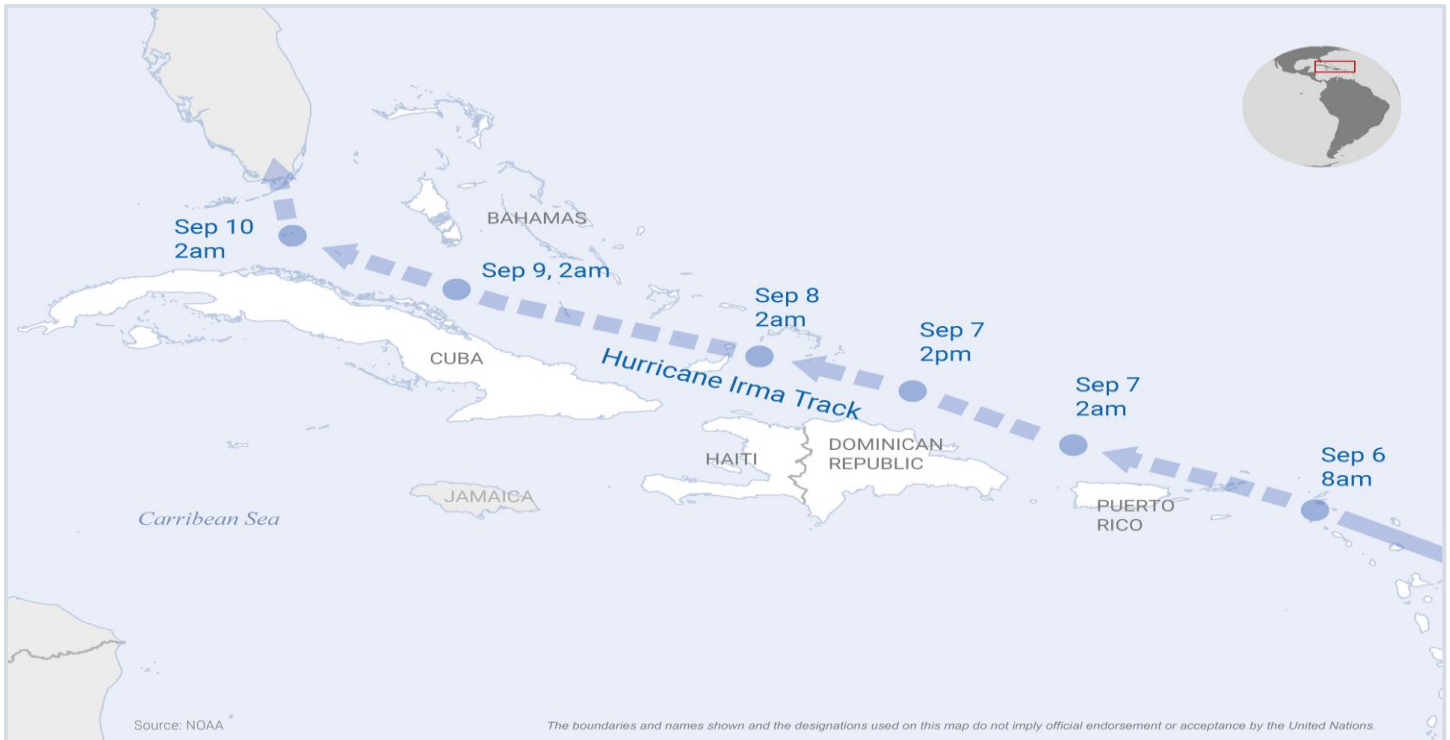 BAHAMAS
Sep 10
2am
Sep 9, 2am
Sep 8
2am
Sep 7
2pm
CUBA
Hurricane Irma Track
Sep 7
2am
HAITI
DOMINICAN
REPUBLIC
Sep 6
8am
JAMAICA
PUERTO
RICO
Carribean Sea
Source: NOAA
The boundaries and names shown and the designations used on this map do not imply official endorsement or acceptance by the United Nations.